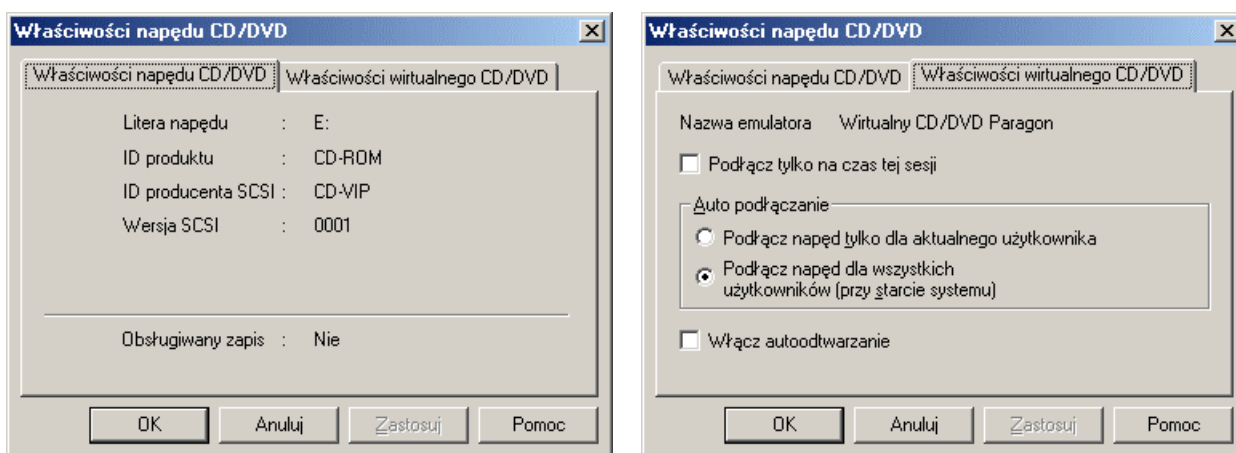 Właściwości napędu CD/DVD
Właściwości napędu CD/DVD
Właściwości wirtualnego CD/DVD
Litera napędu : E:
ID produktu : CD-ROM
ID producenta SCSI : CD-VIP
Wersja SCSI : 0001
Obsługiwany zapis : Nie
OK
Anuluj
Zastosuj
Pomoc
Właściwości napędu CD/DVD
Właściwości napędu CD/DVD
Właściwości wirtualnego CD/DVD
Nazwa emulatora Wirtualny CD/DVD Paragon
Podłącz tylko na czas tej sesji
Auto podłączanie
Podłącz napęd tylko dla aktualnego użytkownika
Podłącz napęd dla wszystkich
użytkowników (przy starcie systemu)
Włącz autoodtwarzanie
OK
Anuluj
Zastosuj
Pomoc